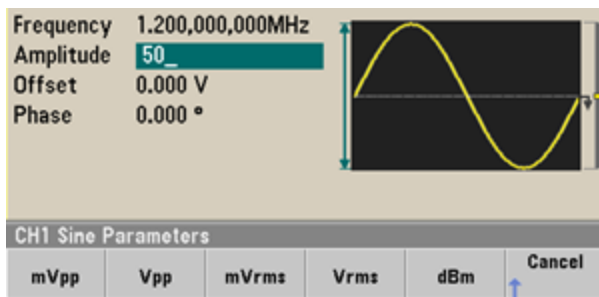 Frequency 1.200,000,000MHz
Amplitude 50_
Offset 0.000 V
Phase 0.000 °
CH1 Sine Parameters
mVpp Vpp mVrms Vrms dBm Cancel